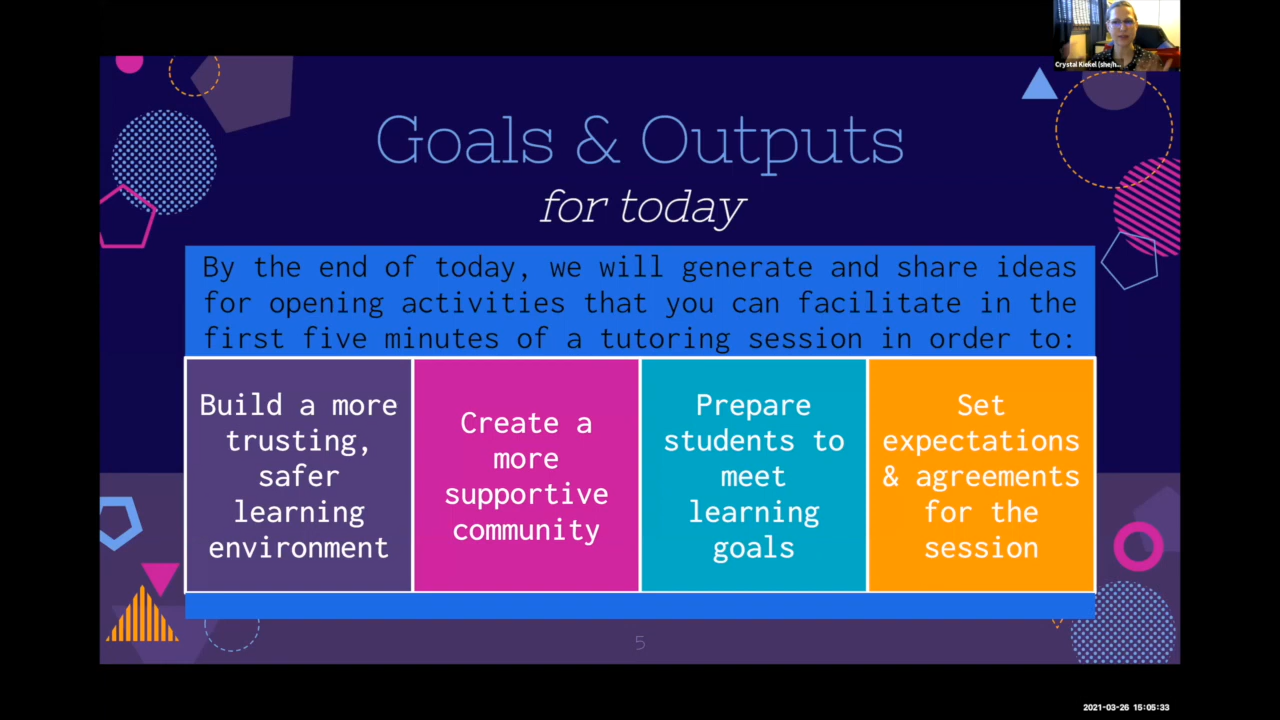 Crystal Kiekel (she/h...
Goals & Outputs
for today
By the end of today, we will generate and share ideas
for opening activities that you can facilitate in the
first five minutes of a tutoring session in order to:
Build a more
trusting,
safer
learning
environment
Create a
more
supportive
community
Prepare
students to
meet
learning
goals
Set
expectations
& agreements
for the
session
5
2021-03-26 15:05:33